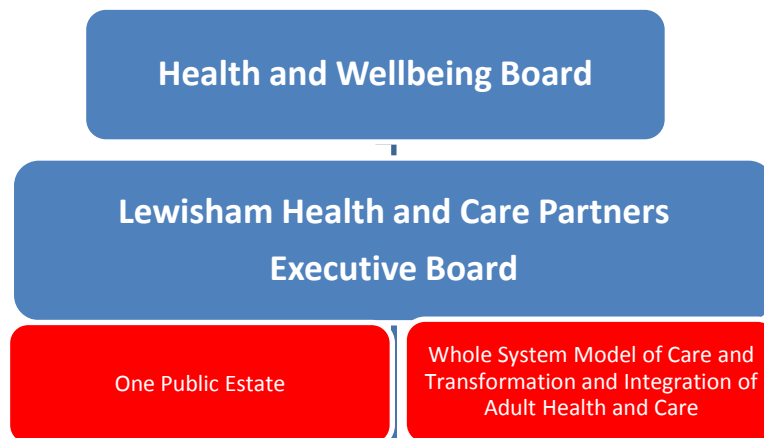 Health and Wellbeing Board
Lewisham Health and Care Partners
Executive Board
One Public Estate
Whole System Model of Care and
Transformation and Integration of
Adult Health and Care